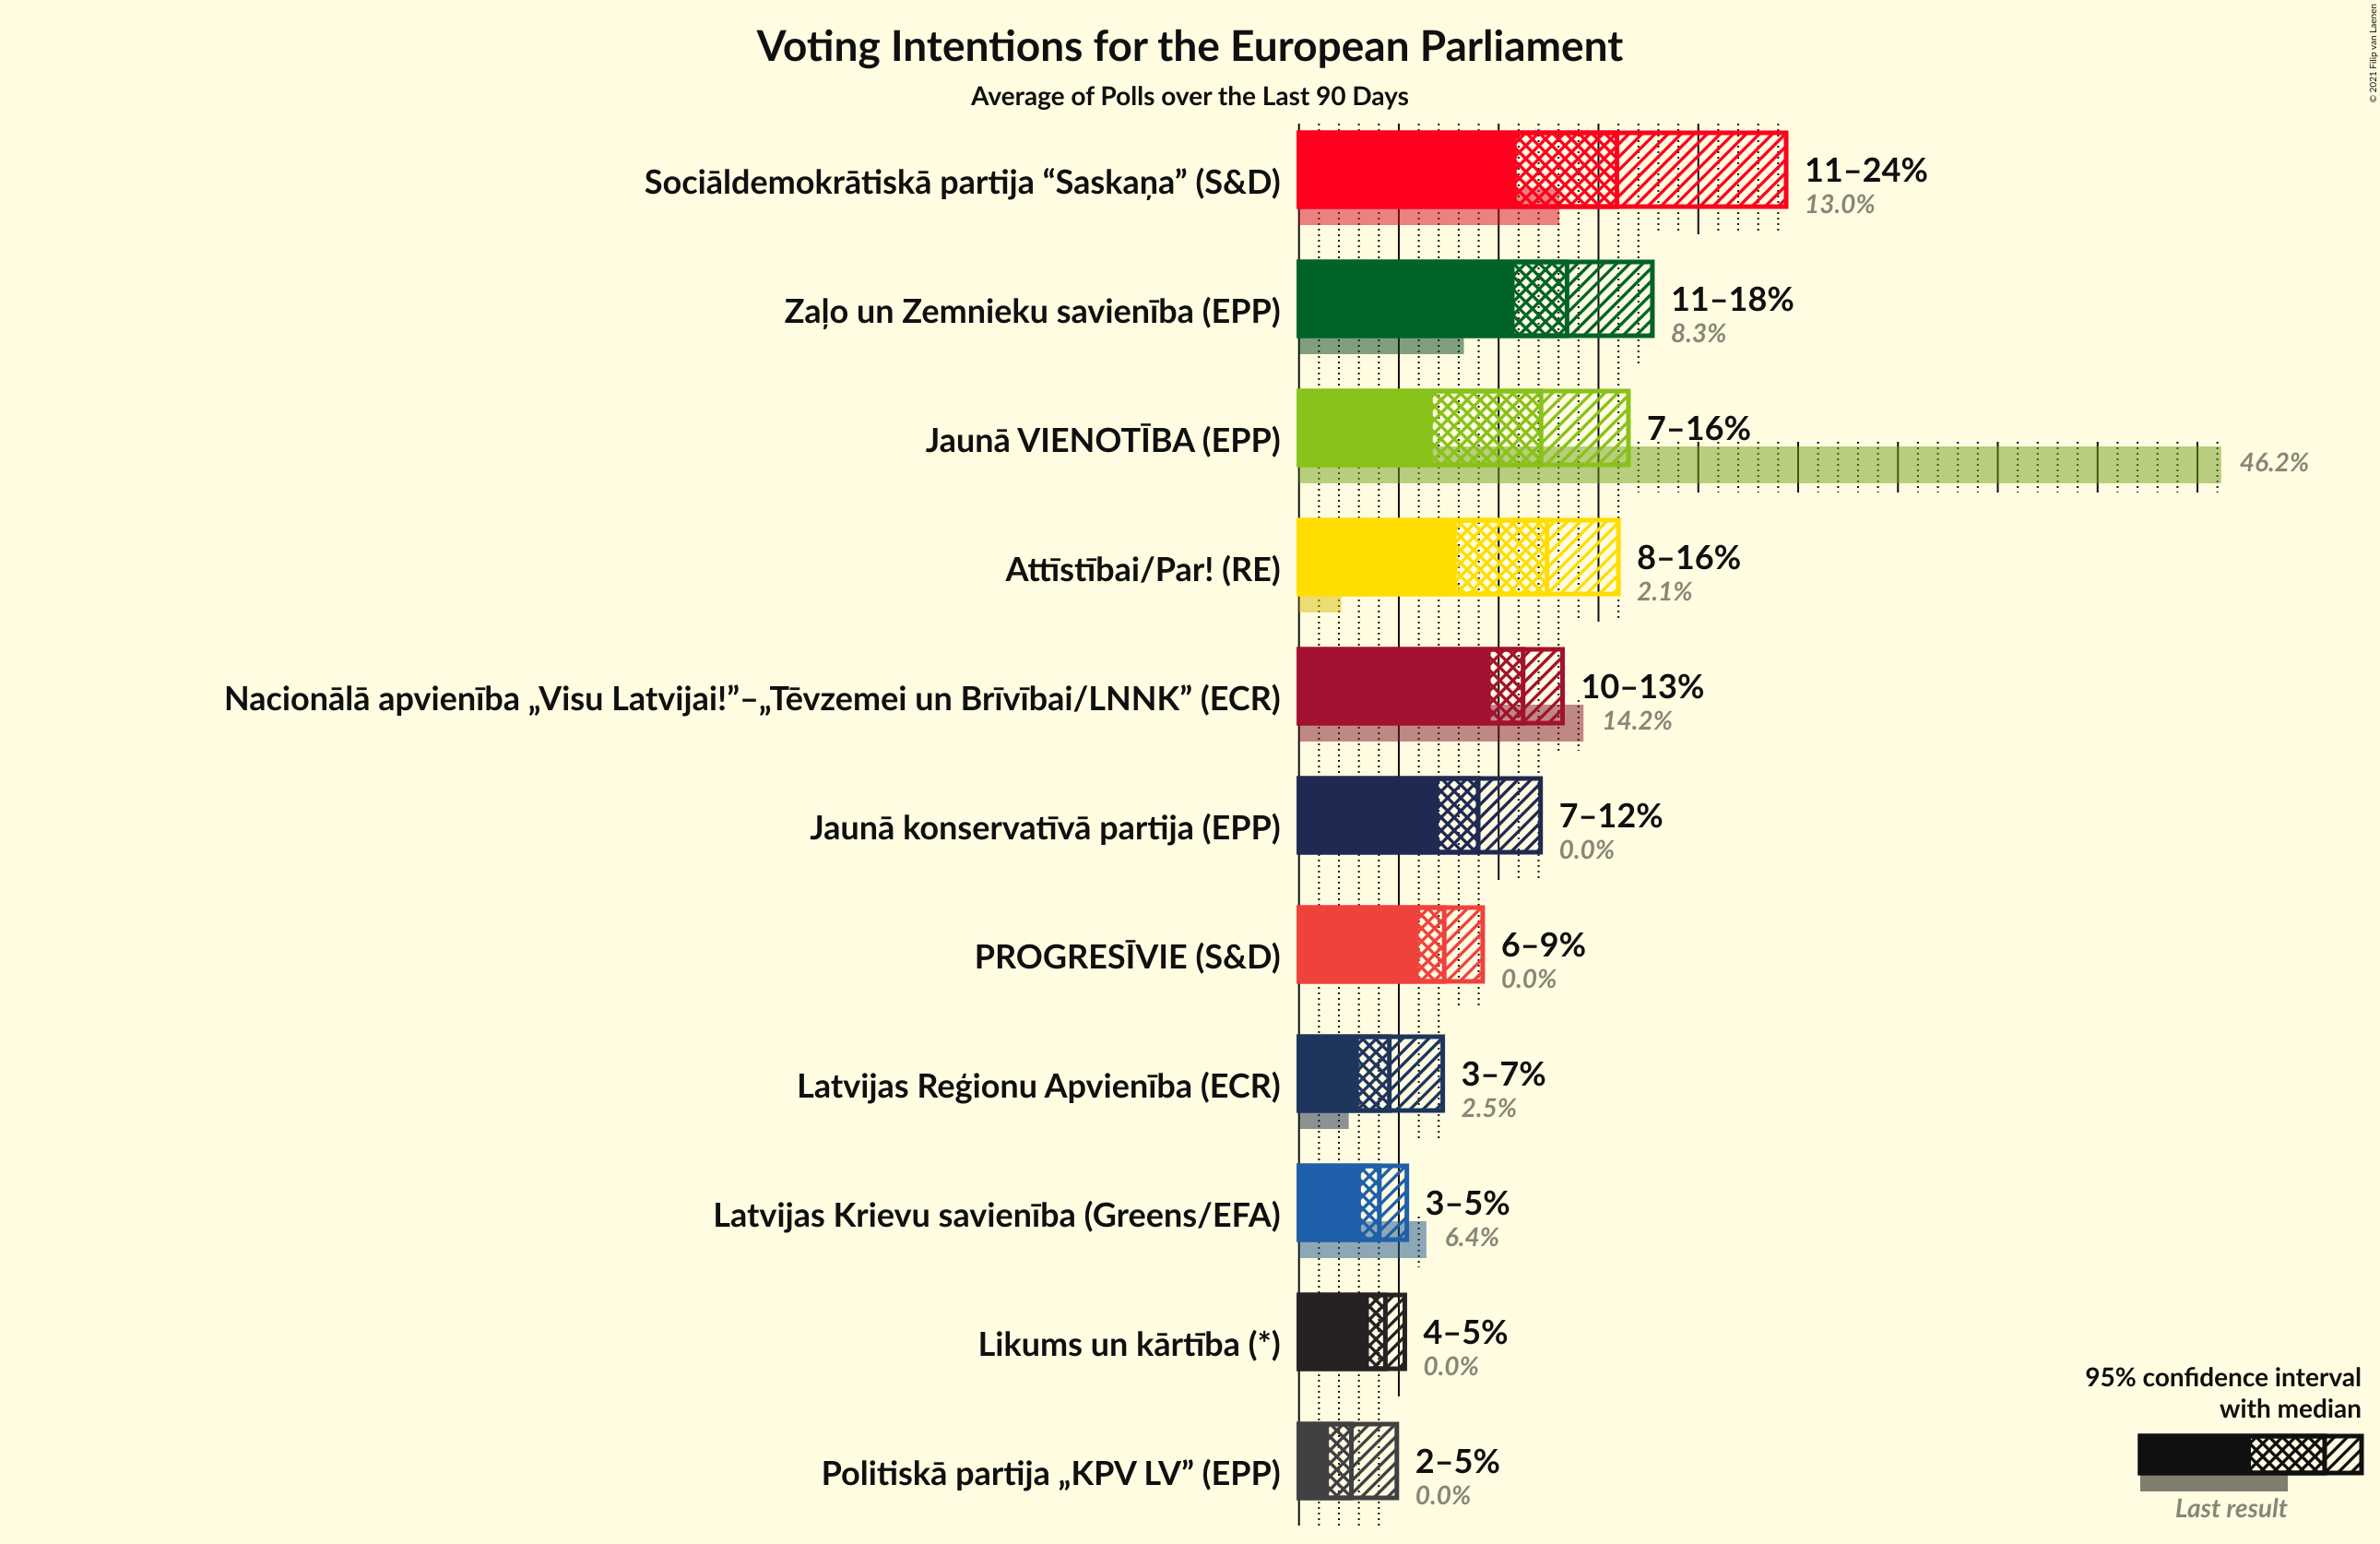 Voting Intentions for the European Parliament
Average of Polls over the Last 90 Days
© 2021 Filip van Laenen
Sociāldemokrātiskā partija “Saskaņa” (S&D)
11–24%
13.0%
Zaļo un Zemnieku savienība (EPP)
11–18%
8.3%
Jaunā VIENOTĪBA (EPP)
7–16%
46.2%
Attīstībai/Par! (RE)
8–16%
2.1%
Nacionālā apvienība „Visu Latvijai!”–„Tēvzemei un Brīvībai/LNNK” (ECR)
10–13%
14.2%
Jaunā konservatīvā partija (EPP)
7–12%
0.0%
PROGRESĪVIE (S&D)
6–9%
0.0%
Latvijas Reģionu Apvienība (ECR)
3–7%
2.5%
Latvijas Krievu savienība (Greens/EFA)
3–5%
6.4%
Likums un kārtība (*)
4–5%
0.0%
Politiskā partija „KPV LV” (EPP)
2–5%
0.0%
95% confidence interval
with median
Last result